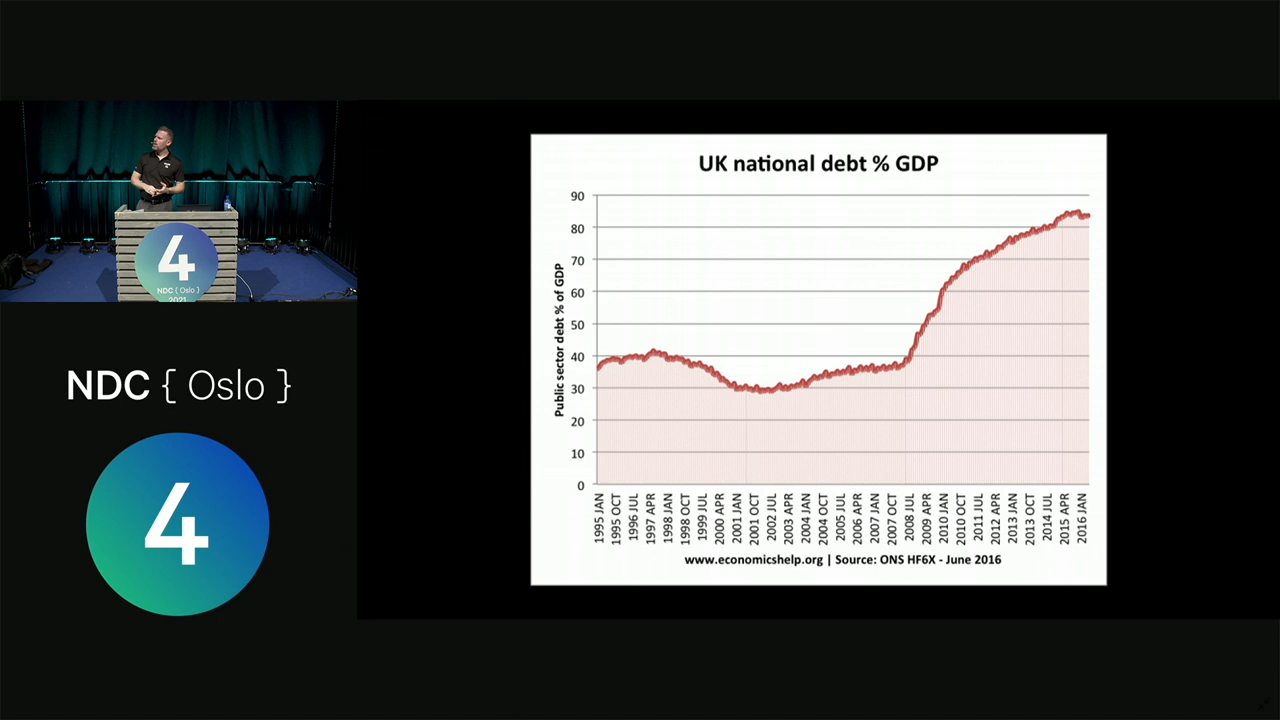 4
NDC { Oslo }
2021
NDC { Oslo }
4
UK national debt % GDP
Public sector debt % of GDP
90
80
70
60
50
40
30
20
10
0
1995 JAN
1995 OCT
1996 JUL
1997 APR
1998 JAN
1998 OCT
1999 JUL
2000 APR
2001 JAN
2001 OCT
2002 JUL
2003 APR
2004 JAN
2004 OCT
2005 JUL
2006 APR
2007 JAN
2007 OCT
2008 JUL
2009 APR
2010 JAN
2010 OCT
2011 JUL
2012 APR
2013 JAN
2013 OCT
2014 JUL
2015 APR
2016 JAN
www.economicshelp.org | Source: ONS HF6X - June 2016